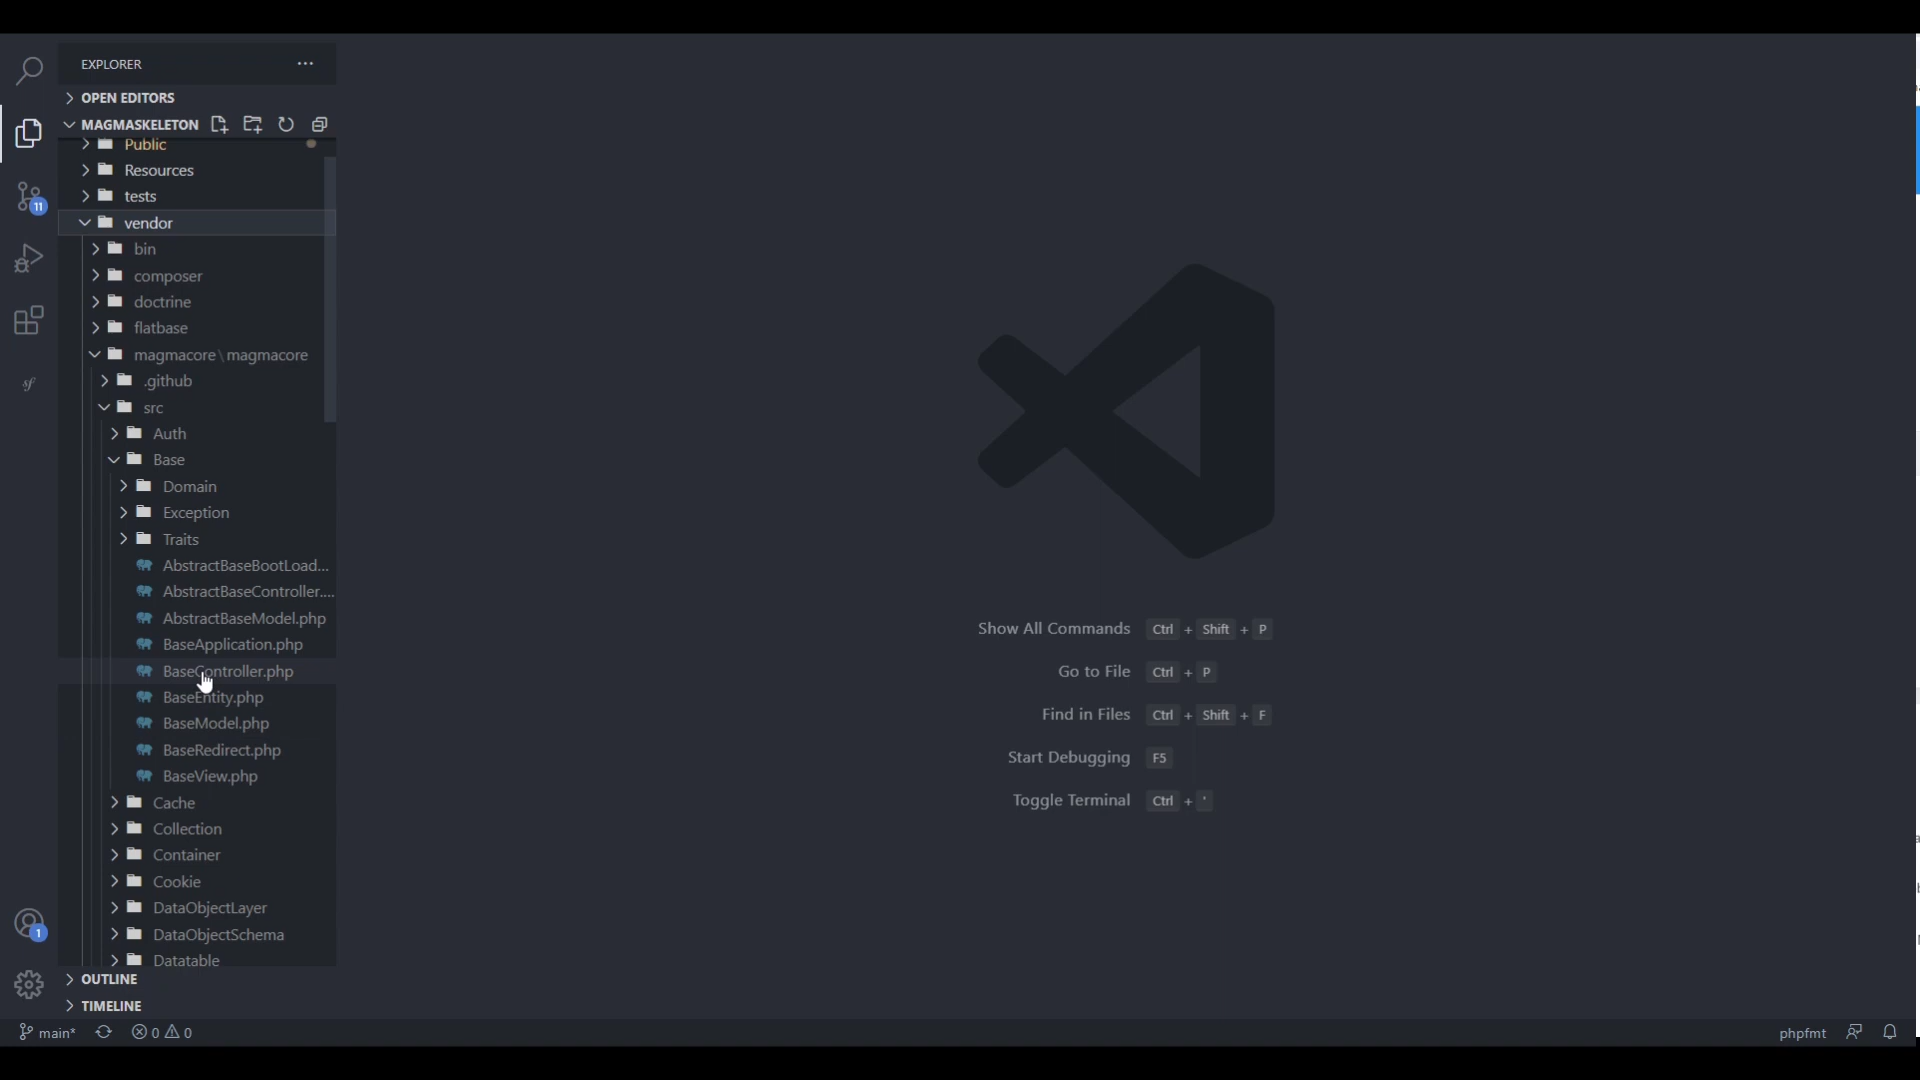 EXPLORER
OPEN EDITORS
MAGMASKELETON
Public
Resources
tests
vendor
bin
composer
doctrine
flatbase
magmacore \ magmacore
.github
src
Auth
Base
Domain
Exception
Traits
AbstractBaseBootLoad...
AbstractBaseController....
AbstractBaseModel.php
BaseApplication.php
BaseController.php
BaseEntity.php
BaseModel.php
BaseRedirect.php
BaseView.php
Cache
Collection
Container
Cookie
DataObjectLayer
DataObjectSchema
Datatable
OUTLINE
TIMELINE
11
sf
1
Show All Commands Ctrl + Shift + P
Go to File Ctrl + P
Find in Files Ctrl + Shift + F
Start Debugging F5
Toggle Terminal Ctrl + '
main* 0 0 phpfmt